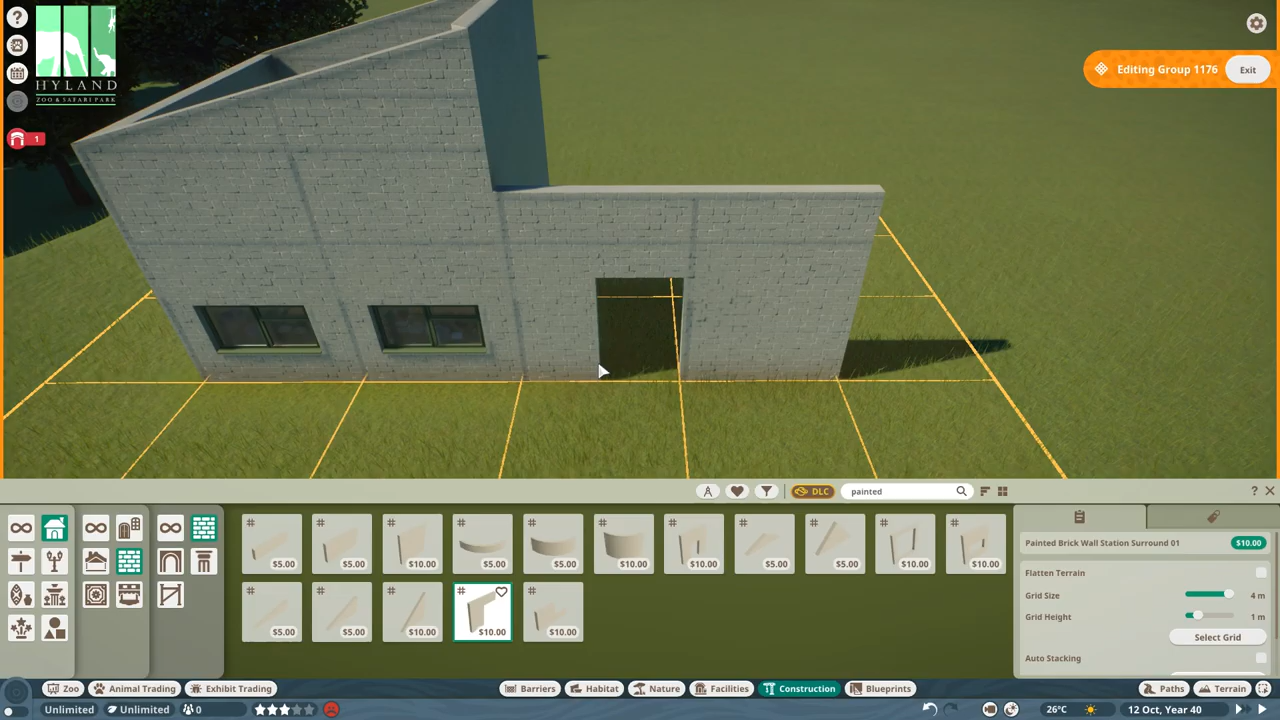 HYLAND
ZOO & SAFARI PARK
Editing Group 1176
Exit
1
DLC
painted
$5.00 $5.00 $10.00 $5.00 $5.00 $10.00 $10.00 $5.00 $5.00 $10.00 $10.00
$5.00 $5.00 $10.00 $10.00 $10.00
Painted Brick Wall Station Surround 01 $10.00
Flatten Terrain
Grid Size 4 m
Grid Height 1 m
Select Grid
Auto Stacking
Zoo Animal Trading Exhibit Trading Barriers Habitat Nature Facilities Construction Blueprints Paths Terrain
Unlimited Unlimited 0 26°C 12 Oct, Year 40